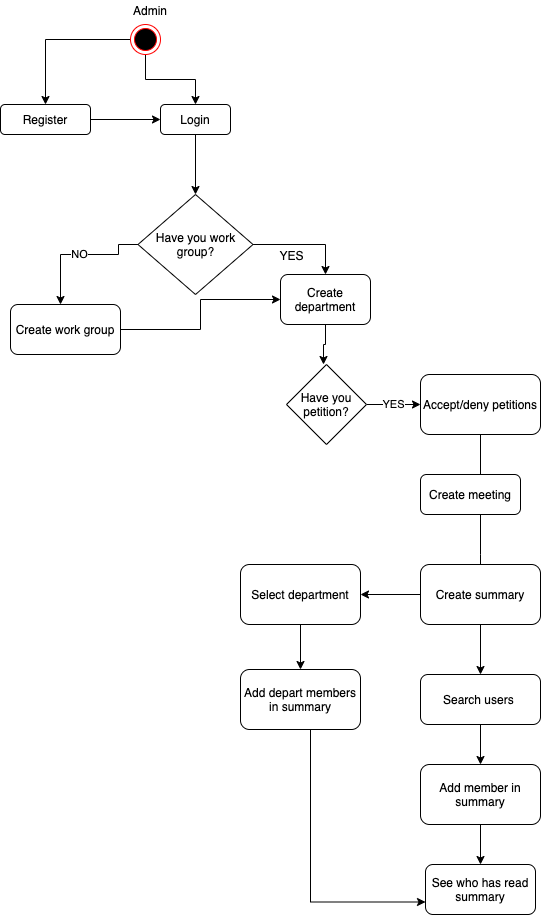 Admin
Register
Login
Have you work
group?
NO
YES
Create
department
Create work group
Have you
petition?
YES
Accept/deny petitions
Create meeting
Select department
Create summary
Add depart members
in summary
Search users
Add member in
summary
See who has read
summary